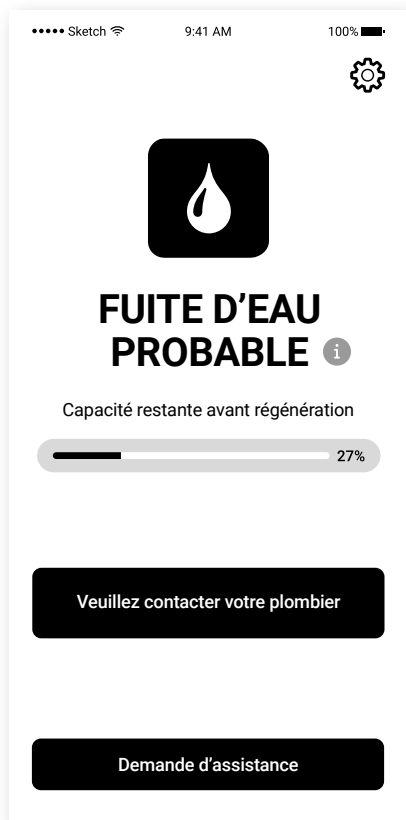 ••••• Sketch 9:41 AM 100%
FUITE D’EAU
PROBABLE i
Capacité restante avant régénération
27%
Veuillez contacter votre plombier
Demande d’assistance